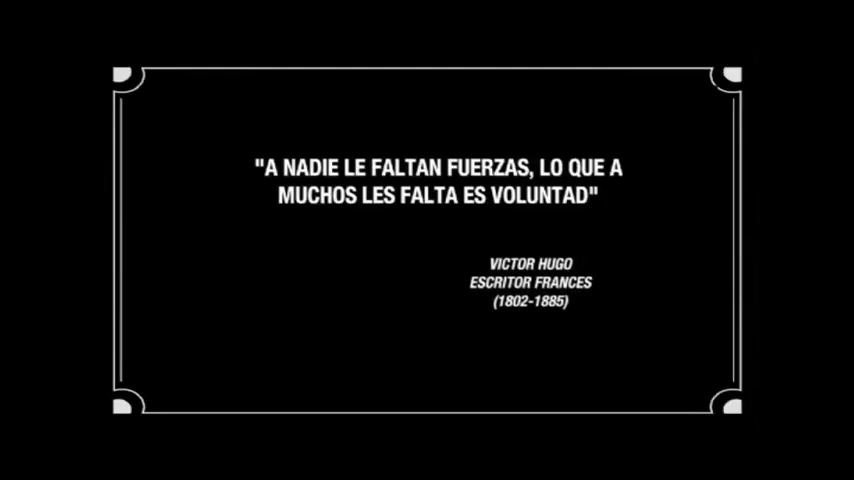 "A NADIE LE FALTAN FUERZAS, LO QUE A
MUCHOS LES FALTA ES VOLUNTAD"
VICTOR HUGO
ESCRITOR FRANCES
(1802-1885)